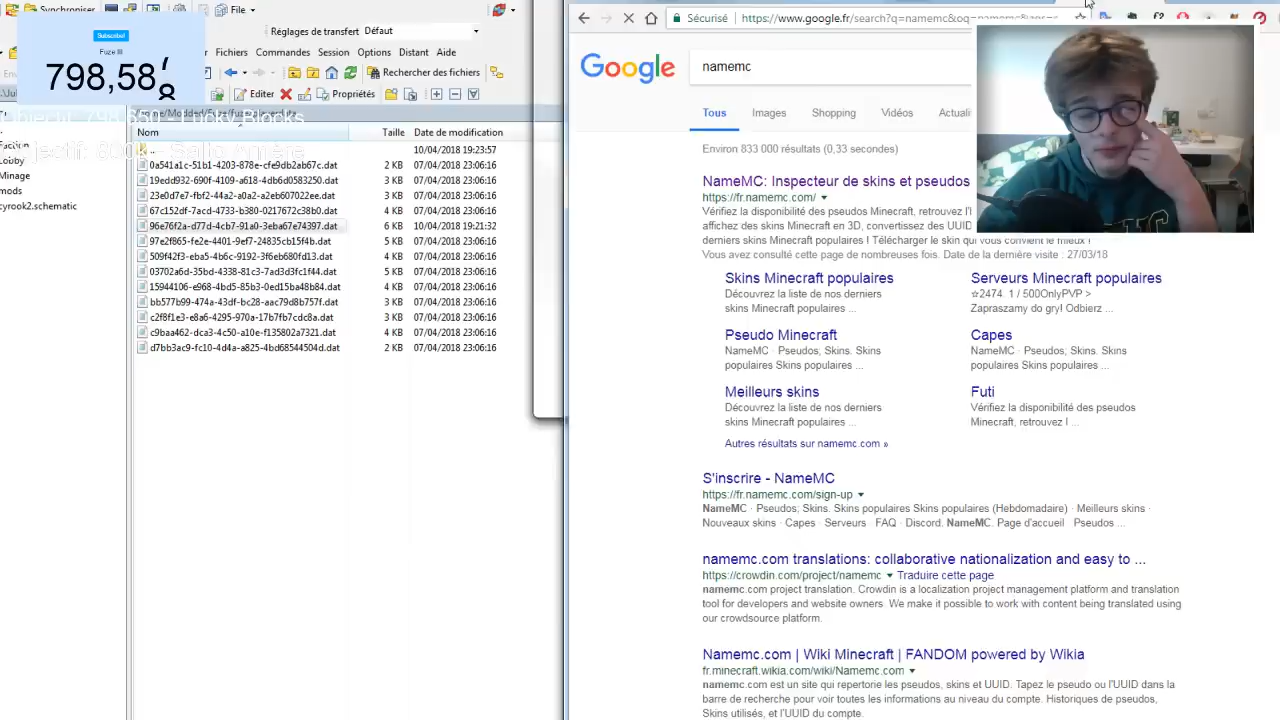 Synchroniser
File
Subscribe!
Fuze III
798,58
Réglages de transfert Défaut
Fichiers Commandes Session Options Distant Aide
Rechercher des fichiers
Editer Propriétés
Nom Taille Date de modification
.. 10/04/2018 19:23:57
0a541a1c-51b1-4203-878e-cfe9db2ab67c.dat 2 KB 07/04/2018 23:06:16
19edd932-690f-4109-a618-4db6d0583250.dat 3 KB 07/04/2018 23:06:16
23e0d7e7-fbf2-44a2-a0a2-a2eb607022ee.dat 3 KB 07/04/2018 23:06:16
67c152df-7acd-4733-b380-0217672c38b0.dat 4 KB 07/04/2018 23:06:16
96e76f2a-d77d-4cb7-91a0-3eba67e74397.dat 6 KB 10/04/2018 19:21:32
97e2f865-fe2e-4401-9ef7-24835cb15f4b.dat 5 KB 07/04/2018 23:06:16
509f42f3-eba5-4b6c-9192-3f6eb680fd13.dat 4 KB 07/04/2018 23:06:16
03702a6d-35bd-4338-81c3-7ad3d3fc1f44.dat 5 KB 07/04/2018 23:06:16
15944106-e968-4bd5-85b3-0ed15ba48b84.dat 4 KB 07/04/2018 23:06:16
bb577b99-474a-43df-bc28-aac79d8b757f.dat 3 KB 07/04/2018 23:06:16
c2f8f1e3-e8a6-4295-970a-17b7fb7cdc8a.dat 3 KB 07/04/2018 23:06:16
c9baa462-dca3-4c50-a10e-f135802a7321.dat 4 KB 07/04/2018 23:06:16
d7bb3ac9-fc10-4d4a-a825-4bd68544504d.dat 2 KB 07/04/2018 23:06:16
Lobby
Minage
mods
cyrook2.schematic
Sécurisé https://www.google.fr/search?q=namemc&oq=namemc&aqs=
Google
namemc
Tous Images Shopping Vidéos Actuali
Environ 833 000 résultats (0,33 secondes)
NameMC: Inspecteur de skins et pseudos
https://fr.namemc.com/
Vérifiez la disponibilité des pseudos Minecraft, retrouvez l'
affichez des skins Minecraft en 3D, convertissez des UUID
derniers skins Minecraft populaires ! Télécharger le skin qui vous convient le mieux !
Vous avez consulté cette page de nombreuses fois. Date de la dernière visite : 27/03/18
Skins Minecraft populaires
Découvrez la liste de nos derniers
skins Minecraft populaires ...
Serveurs Minecraft populaires
☆2474. 1 / 500OnlyPVP >
Zapraszamy do gry! Odbierz ...
Pseudo Minecraft
NameMC · Pseudos; Skins. Skins
populaires Skins populaires ...
Capes
NameMC · Pseudos; Skins. Skins
populaires Skins populaires ...
Meilleurs skins
Découvrez la liste de nos derniers
skins Minecraft populaires ...
Futi
Vérifiez la disponibilité des pseudos
Minecraft, retrouvez l ...
Autres résultats sur namemc.com »
S'inscrire - NameMC
https://fr.namemc.com/sign-up
NameMC · Pseudos; Skins. Skins populaires Skins populaires (Hebdomadaire) · Meilleurs skins ·
Nouveaux skins · Capes · Serveurs · FAQ · Discord. NameMC. Page d'accueil · Pseudos ...
namemc.com translations: collaborative nationalization and easy to ...
https://crowdin.com/project/namemc Traduire cette page
namemc.com project translation. Crowdin is a localization project management platform and translation
tool for developers and website owners. We make it possible to work with content being translated using
our crowdsource platform.
Namemc.com | Wiki Minecraft | FANDOM powered by Wikia
fr.minecraft.wikia.com/wiki/Namemc.com
namemc.com est un site qui repertorie les pseudos, skins et UUID. Tapez le pseudo ou l'UUID dans la
barre de recherche pour voir toutes les informations au niveau du compte. Historiques de pseudos,
Skins utilisés, et l'UUID du compte.